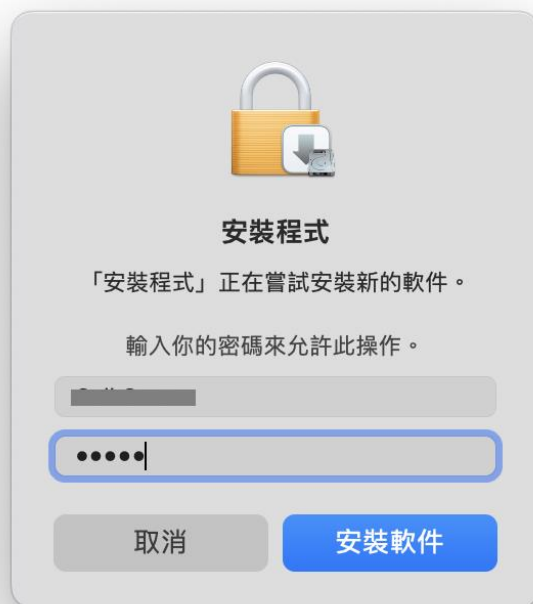 安裝程式
「安裝程式」正在嘗試安裝新的軟件。
輸入你的密碼來允許此操作。
•••••
取消
安裝軟件